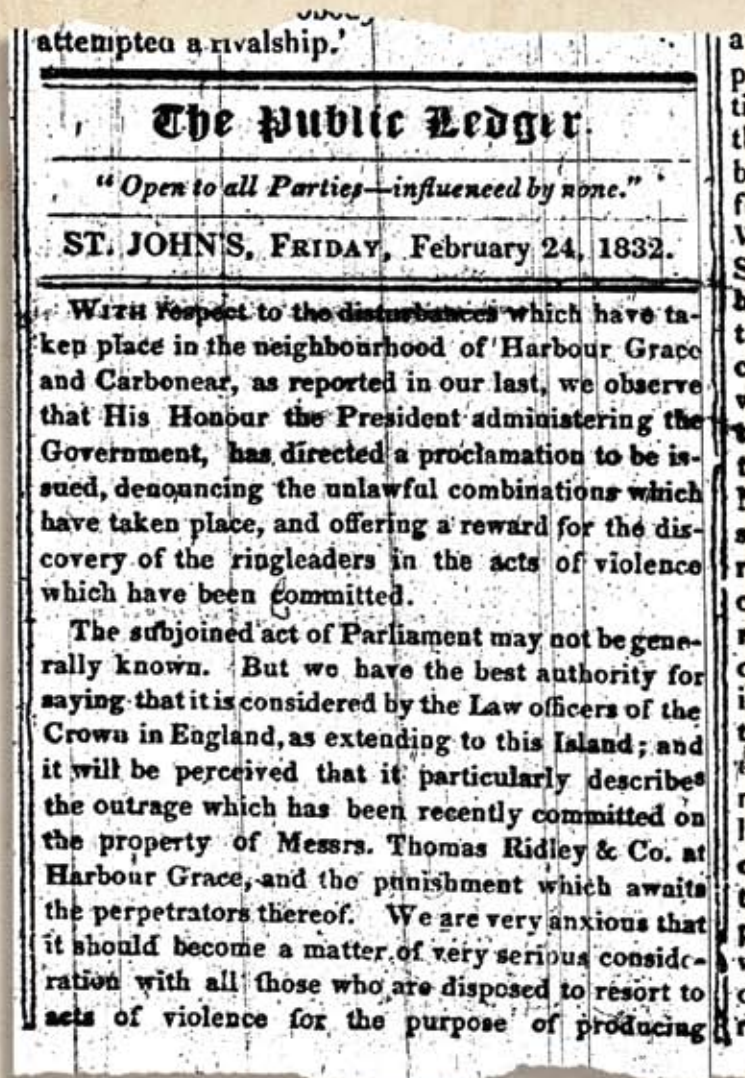 attempted a rivalship.'
The Public Ledger.
"Open to all Parties—influenced by none."
ST. JOHN'S, FRIDAY, February 24, 1832.
WITH respect to the disturbances which have ta-
ken place in the neighbourhood of Harbour Grace
and Carbonear, as reported in our last, we observe
that His Honour the President administering the
Government, has directed a proclamation to be is-
sued, denouncing the unlawful combinations which
have taken place, and offering a reward for the dis-
covery of the ringleaders in the acts of violence
which have been committed.
The subjoined act of Parliament may not be gene-
rally known. But we have the best authority for
saying that it is considered by the Law officers of the
Crown in England, as extending to this Island; and
it will be perceived that it particularly describes
the outrage which has been recently committed on
the property of Messrs. Thomas Ridley & Co. at
Harbour Grace, and the punishment which awaits
the perpetrators thereof. We are very anxious that
it should become a matter of very serious conside-
ration with all those who are disposed to resort to
acts of violence for the purpose of producing